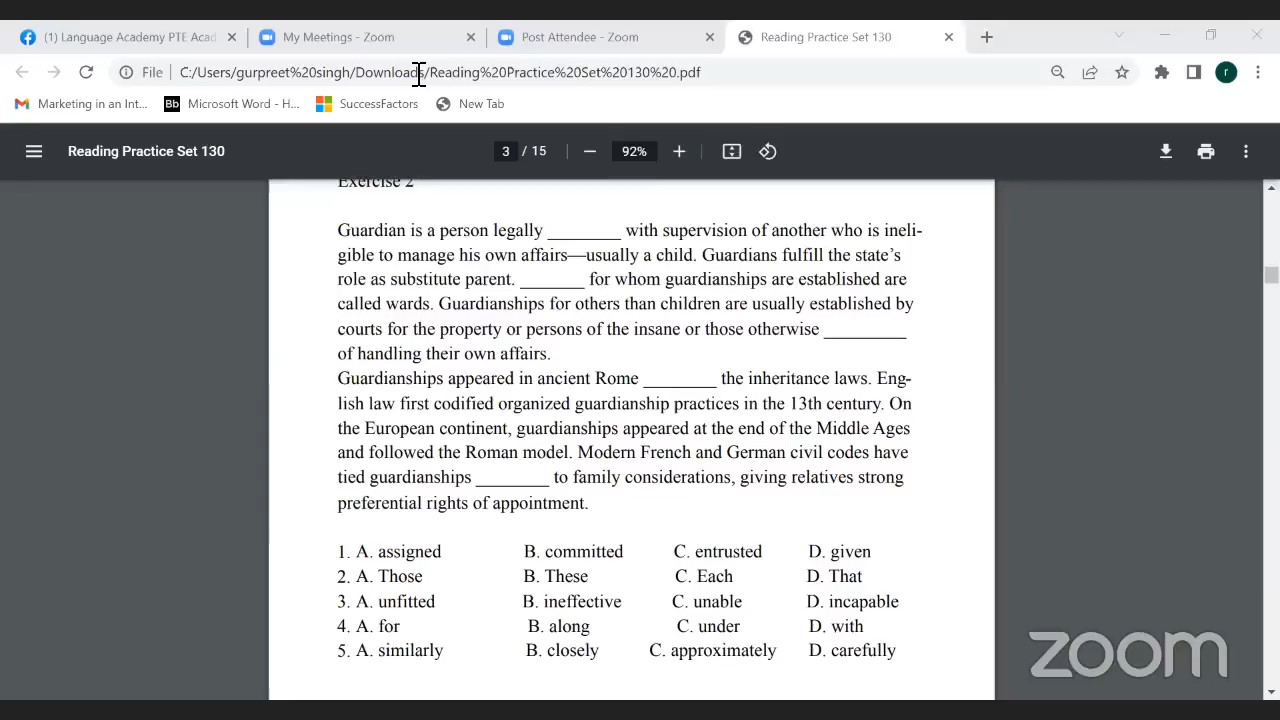 (1) Language Academy PTE Acad
My Meetings - Zoom
Post Attendee - Zoom
Reading Practice Set 130
File
C:/Users/gurpreet%20singh/Downloads/Reading%20Practice%20Set%20130%20.pdf
r
Marketing in an Int...
Bb Microsoft Word - H...
SuccessFactors
New Tab
Reading Practice Set 130
3 / 15
92%
Exercise 2
Guardian is a person legally ________ with supervision of another who is ineli-
gible to manage his own affairs—usually a child. Guardians fulfill the state’s
role as substitute parent. _______ for whom guardianships are established are
called wards. Guardianships for others than children are usually established by
courts for the property or persons of the insane or those otherwise _________
of handling their own affairs.
Guardianships appeared in ancient Rome ________ the inheritance laws. Eng-
lish law first codified organized guardianship practices in the 13th century. On
the European continent, guardianships appeared at the end of the Middle Ages
and followed the Roman model. Modern French and German civil codes have
tied guardianships ________ to family considerations, giving relatives strong
preferential rights of appointment.
1. A. assigned B. committed C. entrusted D. given
2. A. Those B. These C. Each D. That
3. A. unfitted B. ineffective C. unable D. incapable
4. A. for B. along C. under D. with
5. A. similarly B. closely C. approximately D. carefully
zoom